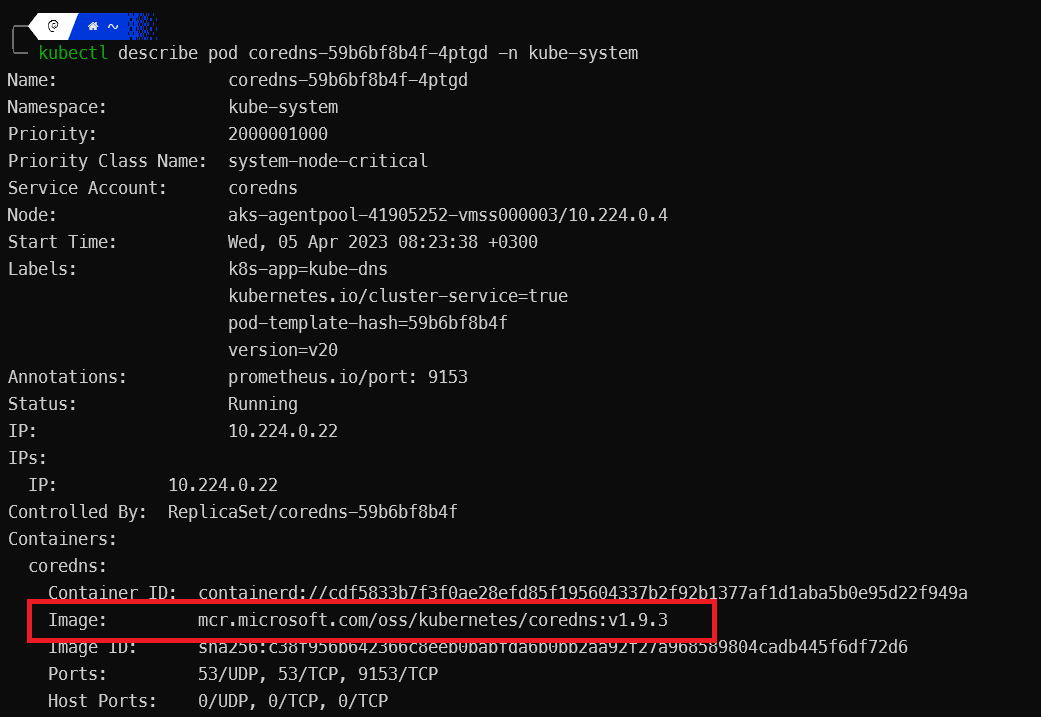 ~
kubectl describe pod coredns-59b6bf8b4f-4ptgd -n kube-system
Name: coredns-59b6bf8b4f-4ptgd
Namespace: kube-system
Priority: 2000001000
Priority Class Name: system-node-critical
Service Account: coredns
Node: aks-agentpool-41905252-vmss000003/10.224.0.4
Start Time: Wed, 05 Apr 2023 08:23:38 +0300
Labels: k8s-app=kube-dns
kubernetes.io/cluster-service=true
pod-template-hash=59b6bf8b4f
version=v20
Annotations: prometheus.io/port: 9153
Status: Running
IP: 10.224.0.22
IPs:
IP: 10.224.0.22
Controlled By: ReplicaSet/coredns-59b6bf8b4f
Containers:
coredns:
Container ID: containerd://cdf5833b7f3f0ae28efd85f195604337b2f92b1377af1d1aba5b0e95d22f949a
Image: mcr.microsoft.com/oss/kubernetes/coredns:v1.9.3
Image ID: sha256:c38f956b642366c8eeb0babfda6b0bb2aa92f27a968589804cadb445f6df72d6
Ports: 53/UDP, 53/TCP, 9153/TCP
Host Ports: 0/UDP, 0/TCP, 0/TCP